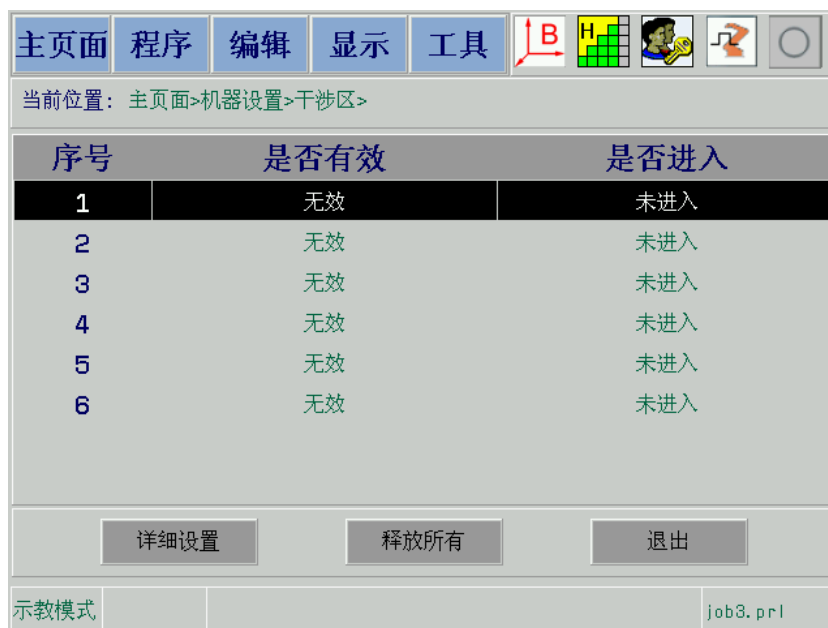 主页面 程序 编辑 显示 工具 B H
当前位置: 主页面>机器设置>干涉区>
序号 是否有效 是否进入
1 无效 未进入
2 无效 未进入
3 无效 未进入
4 无效 未进入
5 无效 未进入
6 无效 未进入
详细设置 释放所有 退出
示教模式 job3.prl